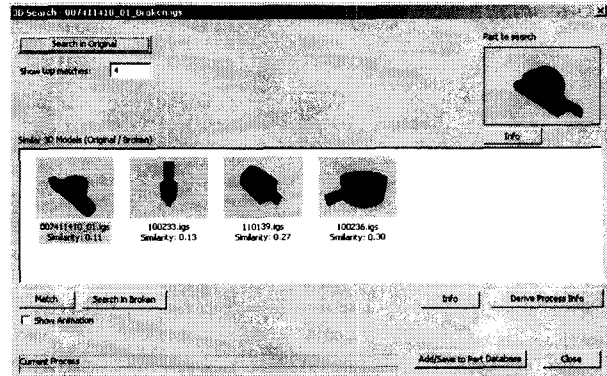 3D Search - 007411410_01_Broken.igs
Search in Original
Part to search
Show top matches: 4
Info
Similar 3D Models (Original / Broken)
007411410_01.igs 100233.igs 110139.igs 100236.igs
Similarity: 0.11 Similarity: 0.13 Similarity: 0.27 Similarity: 0.30
Match Search in Broken Info Derive Process Info
Show Animation
Current Process Add/Save to Part Database Close